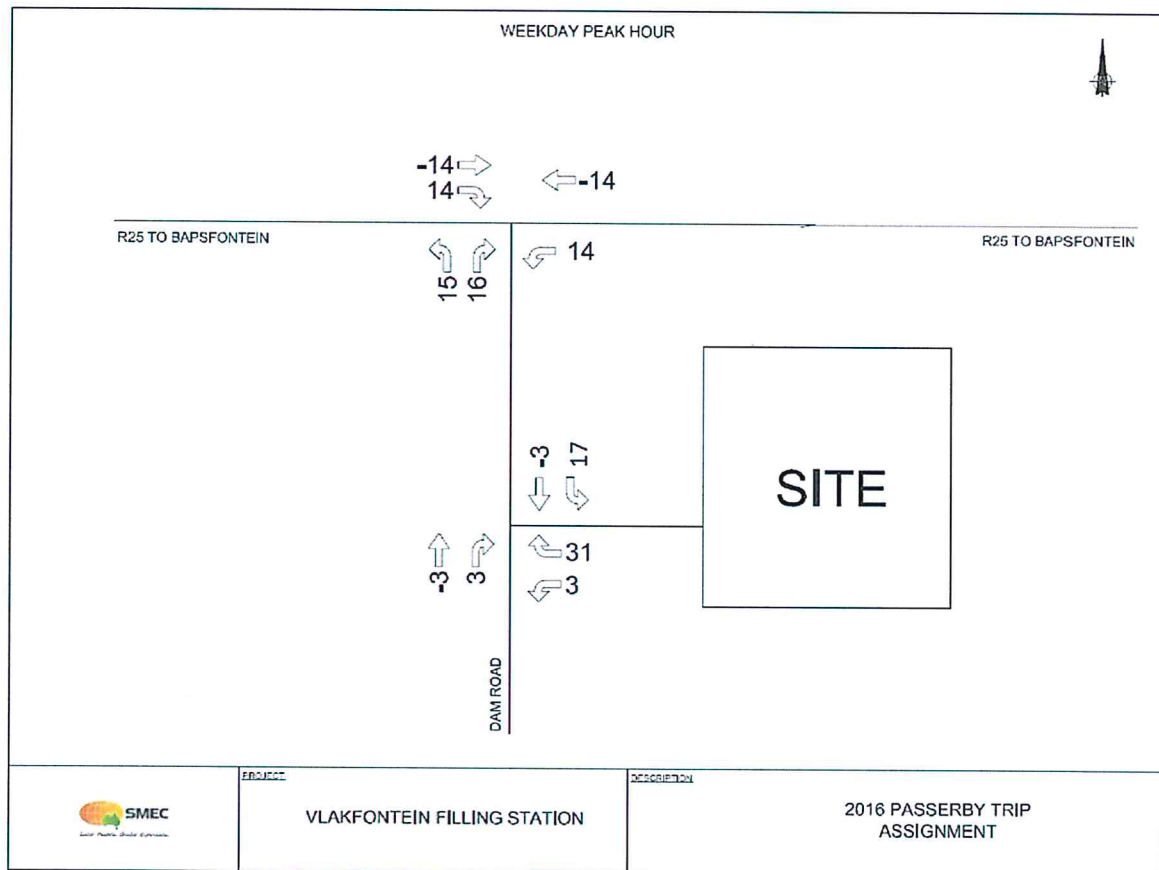 WEEKDAY PEAK HOUR
-14
14
-14
R25 TO BAPSFONTEIN
R25 TO BAPSFONTEIN
15
16
14
-3
17
SITE
-3
3
31
3
DAM ROAD
SMEC
PROJECT
VLAKFONTEIN FILLING STATION
DESCRIPTION
2016 PASSERBY TRIP
ASSIGNMENT